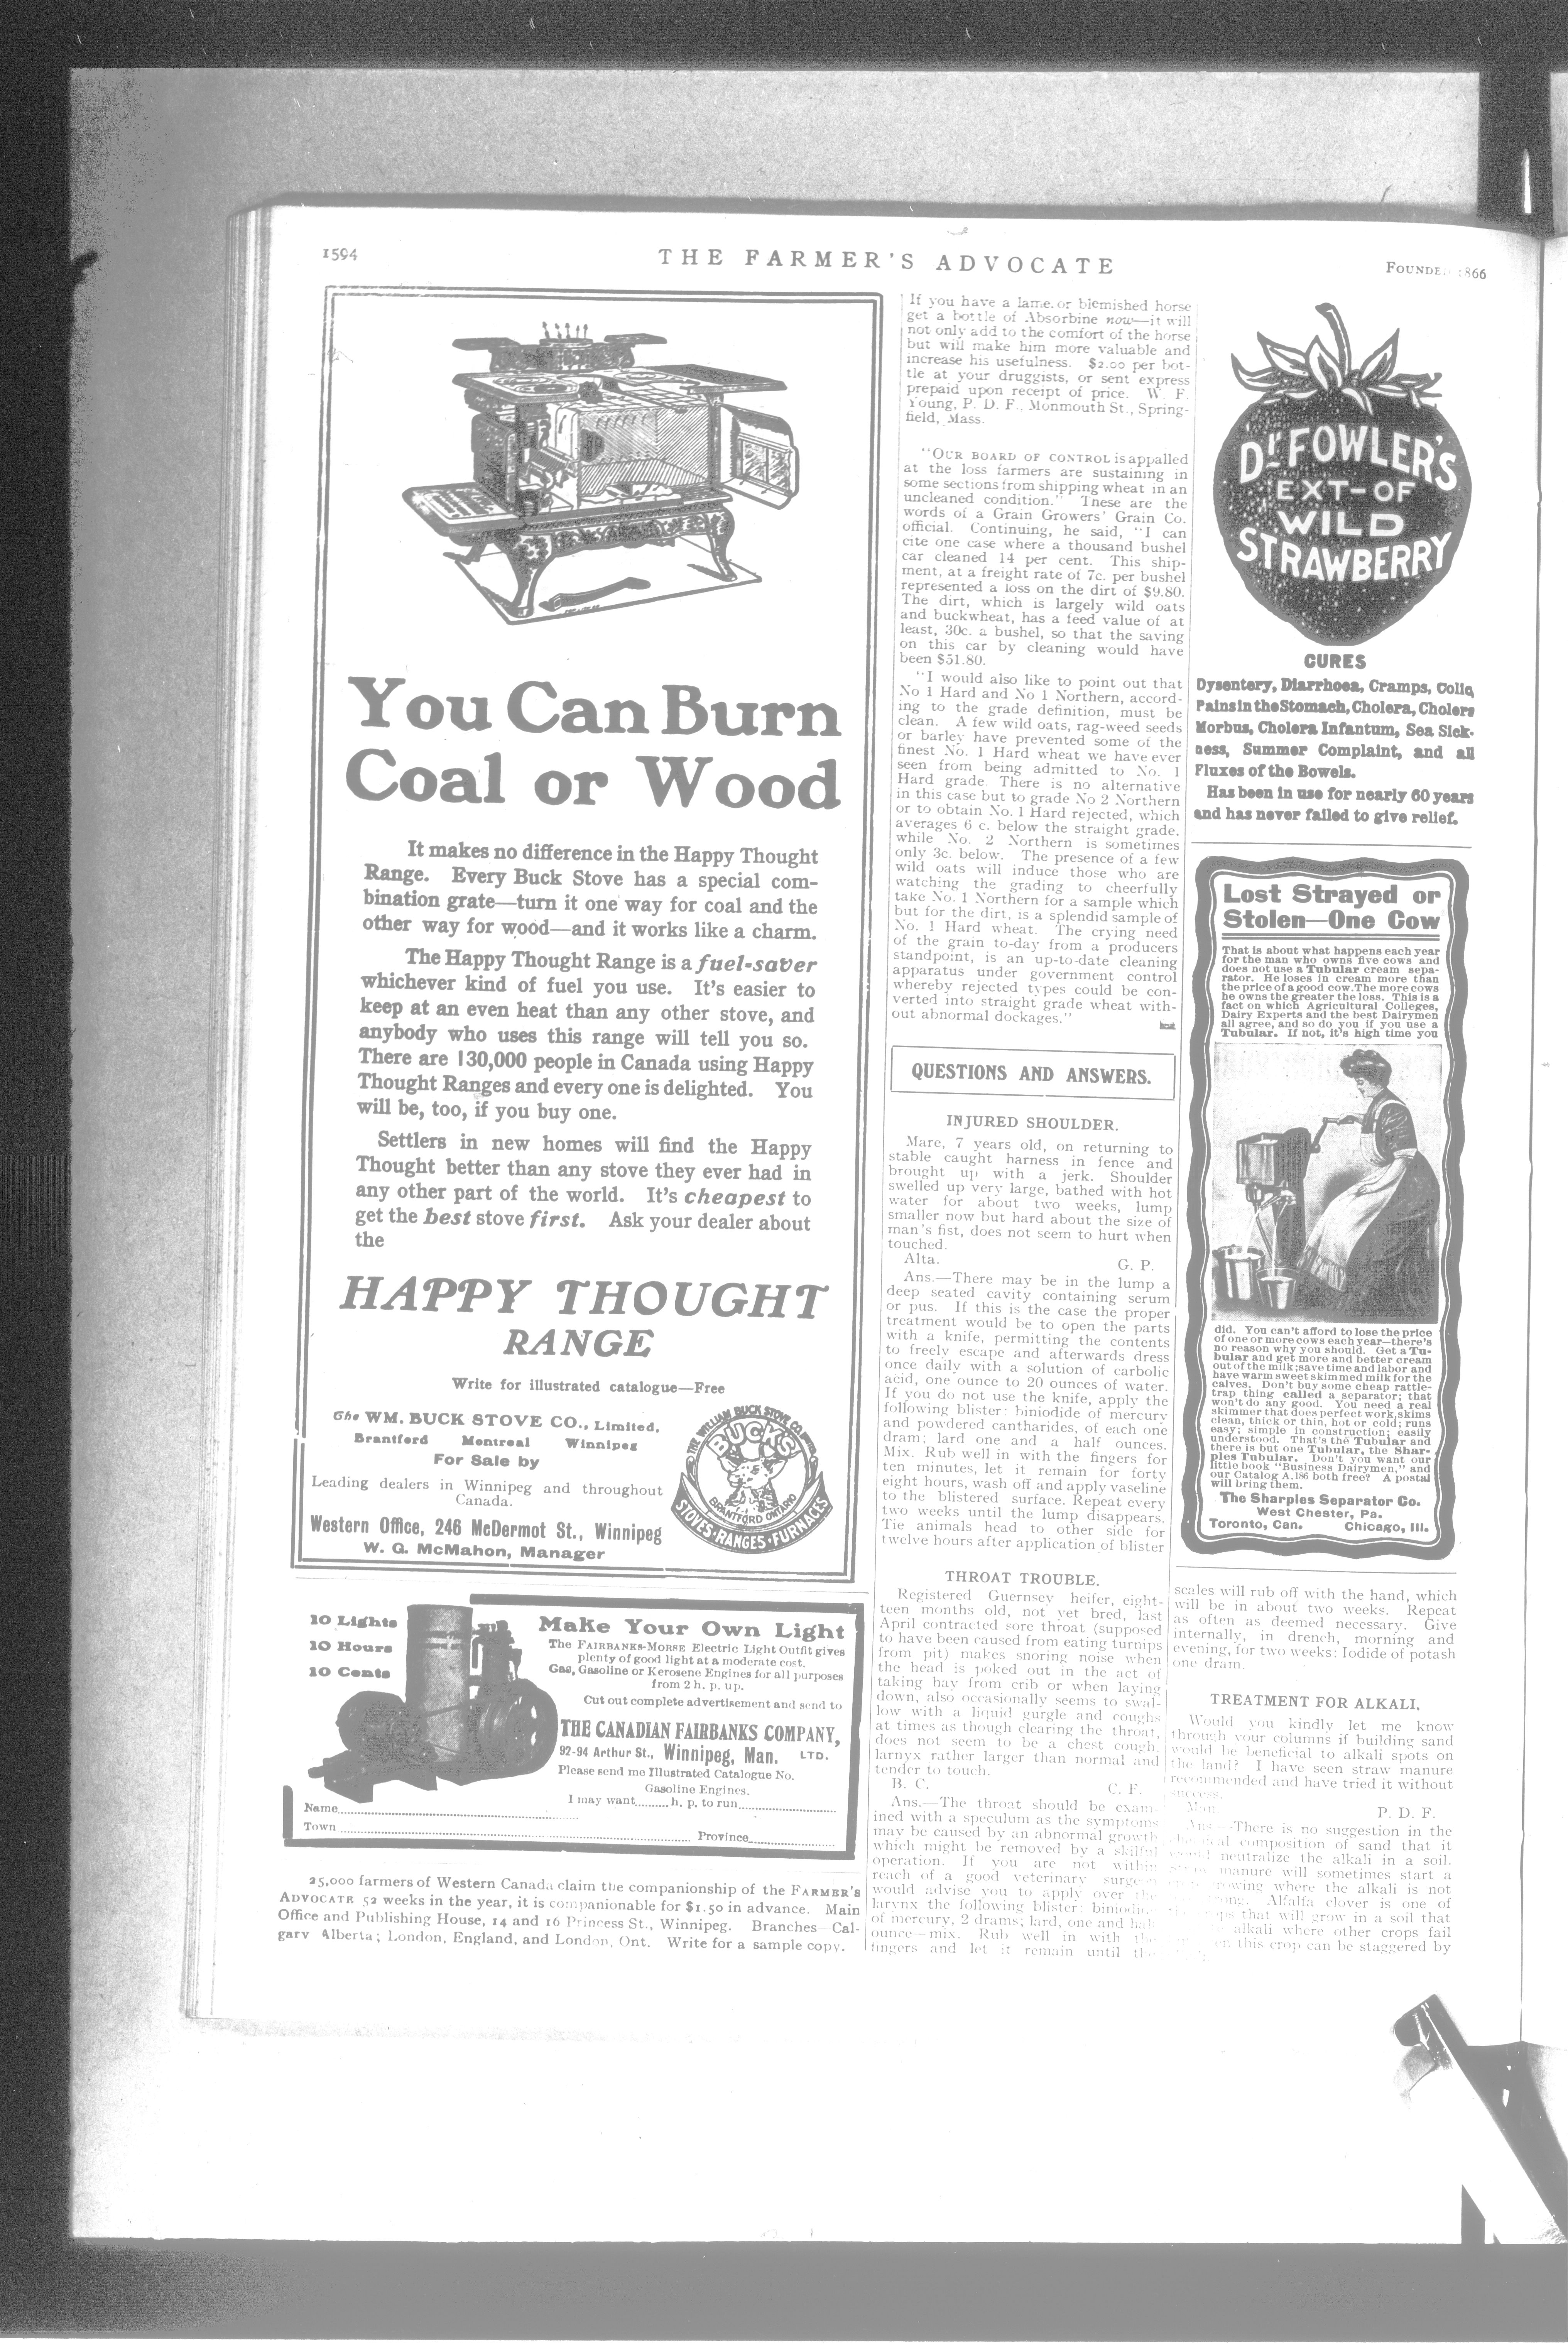 1594
THE FARMER'S ADVOCATE
FOUNDED 1866
You Can Burn
Coal or Wood
It makes no difference in the Happy Thought
Range. Every Buck Stove has a special com-
bination grate—turn it one way for coal and the
other way for wood—and it works like a charm.
The Happy Thought Range is a fuel-saver
whichever kind of fuel you use. It's easier to
keep at an even heat than any other stove, and
anybody who uses this range will tell you so.
There are 130,000 people in Canada using Happy
Thought Ranges and every one is delighted. You
will be, too, if you buy one.
Settlers in new homes will find the Happy
Thought better than any stove they ever had in
any other part of the world. It's cheapest to
get the best stove first. Ask your dealer about
the
HAPPY THOUGHT
RANGE
Write for illustrated catalogue—Free
The WM. BUCK STOVE CO., Limited,
Brantford Montreal Winnipeg
For Sale by
Leading dealers in Winnipeg and throughout
Canada.
Western Office, 246 McDermot St., Winnipeg
W. G. McMahon, Manager
THE WILLIAM BUCK STOVE CO. LIMITED
BUCK'S
BRANTFORD ONTARIO
STOVES·RANGES·FURNACES
10 Lights
10 Hours
10 Cents
Make Your Own Light
The FAIRBANKS-MORSE Electric Light Outfit gives
plenty of good light at a moderate cost.
Gas, Gasoline or Kerosene Engines for all purposes
from 2 h. p. up.
Cut out complete advertisement and send to
THE CANADIAN FAIRBANKS COMPANY,
92-94 Arthur St., Winnipeg, Man. LTD.
Please send me Illustrated Catalogue No.
Gasoline Engines.
I may want.........h. p. to run..........................
Name..........................
Town.......................... Province..........................
25,000 farmers of Western Canada claim the companionship of the FARMER'S
ADVOCATE 52 weeks in the year, it is companionable for $1.50 in advance. Main
Office and Publishing House, 14 and 16 Princess St., Winnipeg. Branches—Cal-
gary Alberta; London, England, and London, Ont. Write for a sample copy.
If you have a lame or blemished horse
get a bottle of Absorbine now—it will
not only add to the comfort of the horse
but will make him more valuable and
increase his usefulness. $2.00 per bot-
tle at your druggists, or sent express
prepaid upon receipt of price. W. F.
Young, P. D. F., Monmouth St., Spring-
field, Mass.
"OUR BOARD OF CONTROL is appalled
at the loss farmers are sustaining in
some sections from shipping wheat in an
uncleaned condition." These are the
words of a Grain Growers' Grain Co.
official. Continuing, he said, "I can
cite one case where a thousand bushel
car cleaned 14 per cent. This ship-
ment, at a freight rate of 7c. per bushel
represented a loss on the dirt of $9.80.
The dirt, which is largely wild oats
and buckwheat, has a feed value of at
least, 30c. a bushel, so that the saving
on this car by cleaning would have
been $51.80.
"I would also like to point out that
No 1 Hard and No 1 Northern, accord-
ing to the grade definition, must be
clean. A few wild oats, rag-weed seeds
or barley have prevented some of the
finest No. 1 Hard wheat we have ever
seen from being admitted to No. 1
Hard grade. There is no alternative
in this case but to grade No 2 Northern
or to obtain No. 1 Hard rejected, which
averages 6 c. below the straight grade,
while No. 2 Northern is sometimes
only 3c. below. The presence of a few
wild oats will induce those who are
watching the grading to cheerfully
take No. 1 Northern for a sample which
but for the dirt, is a splendid sample of
No. 1 Hard wheat. The crying need
of the grain to-day from a producers
standpoint, is an up-to-date cleaning
apparatus under government control
whereby rejected types could be con-
verted into straight grade wheat with-
out abnormal dockages."
QUESTIONS AND ANSWERS.
INJURED SHOULDER.
Mare, 7 years old, on returning to
stable caught harness in fence and
brought up with a jerk. Shoulder
swelled up very large, bathed with hot
water for about two weeks, lump
smaller now but hard about the size of
man's fist, does not seem to hurt when
touched.
Alta. G. P.
Ans.—There may be in the lump a
deep seated cavity containing serum
or pus. If this is the case the proper
treatment would be to open the parts
with a knife, permitting the contents
to freely escape and afterwards dress
once daily with a solution of carbolic
acid, one ounce to 20 ounces of water.
If you do not use the knife, apply the
following blister: biniodide of mercury
and powdered cantharides, of each one
dram; lard one and a half ounces.
Mix. Rub well in with the fingers for
ten minutes, let it remain for forty
eight hours, wash off and apply vaseline
to the blistered surface. Repeat every
two weeks until the lump disappears.
Tie animals head to other side for
twelve hours after application of blister
THROAT TROUBLE.
Registered Guernsey heifer, eight-
teen months old, not yet bred, last
April contracted sore throat (supposed
to have been caused from eating turnips
from pit) makes snoring noise when
the head is poked out in the act of
taking hay from crib or when laying
down, also occasionally seems to swal-
low with a liquid gurgle and coughs
at times as though clearing the throat,
does not seem to be a chest cough,
larnyx rather larger than normal and
tender to touch.
B. C. C. F.
Ans.—The throat should be exam-
ined with a speculum as the symptoms
may be caused by an abnormal growth
which might be removed by a skilful
operation. If you are not within
reach of a good veterinary surgeon
would advise you to apply over the
larynx the following blister: biniodide
of mercury, 2 drams; lard, one and half
ounce—mix. Rub well in with the
fingers and let it remain until the
Dr FOWLER'S
EXT-OF
WILD
STRAWBERRY
CURES
Dysentery, Diarrhoea, Cramps, Colic,
Pains in the Stomach, Cholera, Cholera
Morbus, Cholera Infantum, Sea Sick-
ness, Summer Complaint, and all
Fluxes of the Bowels.
Has been in use for nearly 60 years
and has never failed to give relief.
Lost Strayed or
Stolen—One Cow
That is about what happens each year
for the man who owns five cows and
does not use a Tubular cream sepa-
rator. He loses in cream more than
the price of a good cow. The more cows
he owns the greater the loss. This is a
fact on which Agricultural Colleges,
Dairy Experts and the best Dairymen
all agree, and so do you if you use a
Tubular. If not, it's high time you
did. You can't afford to lose the price
of one or more cows each year—there's
no reason why you should. Get a Tu-
bular and get more and better cream
out of the milk; save time and labor and
have warm sweet skimmed milk for the
calves. Don't buy some cheap rattle-
trap thing called a separator; that
won't do any good. You need a real
skimmer that does perfect work, skims
clean, thick or thin, hot or cold; runs
easy; simple in construction; easily
understood. That's the Tubular and
there is but one Tubular, the Shar-
ples Tubular. Don't you want our
little book "Business Dairymen," and
our Catalog A.186 both free? A postal
will bring them.
The Sharples Separator Co.
West Chester, Pa.
Toronto, Can. Chicago, Ill.
scales will rub off with the hand, which
will be in about two weeks. Repeat
as often as deemed necessary. Give
internally, in drench, morning and
evening, for two weeks: Iodide of potash
one dram.
TREATMENT FOR ALKALI.
Would you kindly let me know
through your columns if building sand
would be beneficial to alkali spots on
the land? I have seen straw manure
recommended and have tried it without
success.
Man P. D. F.
Ans—There is no suggestion in the
chemical composition of sand that it
would neutralize the alkali in a soil.
manure will sometimes start a
growing where the alkali is not
strong. Alfalfa clover is one of
that will grow in a soil that
alkali where other crops fail
this crop can be staggered by